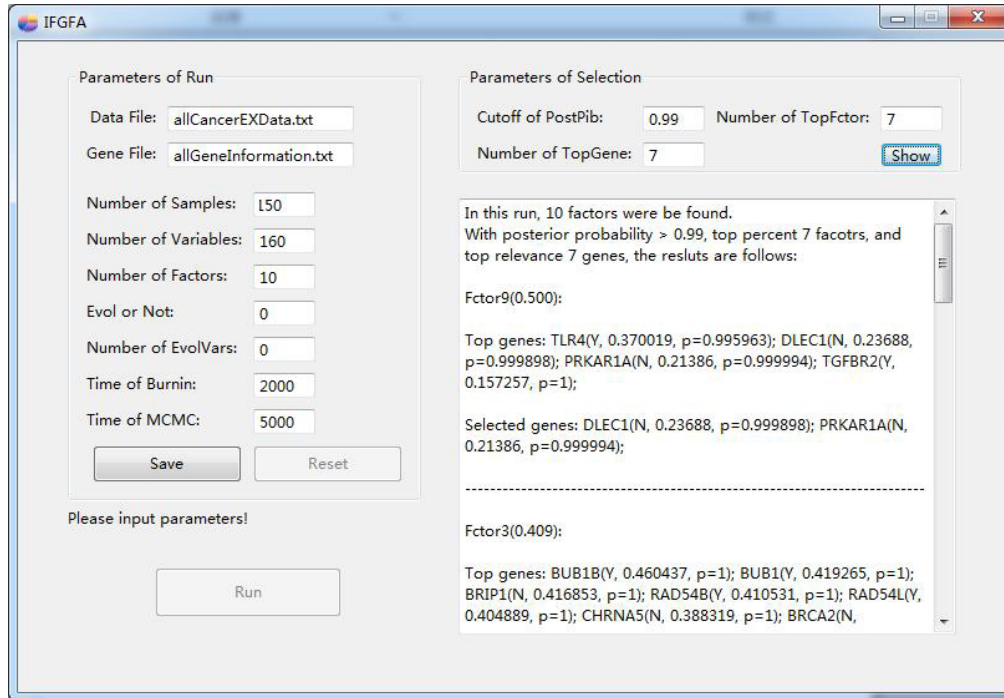 IFGFA
Parameters of Run
Data File: allCancerEXData.txt
Gene File: allGeneInformation.txt
Number of Samples: 150
Number of Variables: 160
Number of Factors: 10
Evol or Not: 0
Number of EvolVars: 0
Time of Burnin: 2000
Time of MCMC: 5000
Save Reset
Please input parameters!
Run
Parameters of Selection
Cutoff of PostPib: 0.99 Number of TopFctor: 7
Number of TopGene: 7 Show
In this run, 10 factors were be found.
With posterior probability > 0.99, top percent 7 facotrs, and
top relevance 7 genes, the resluts are follows:
Fctor9(0.500):
Top genes: TLR4(Y, 0.370019, p=0.995963); DLEC1(N, 0.23688,
p=0.999898); PRKAR1A(N, 0.21386, p=0.999994); TGFBR2(Y,
0.157257, p=1);
Selected genes: DLEC1(N, 0.23688, p=0.999898); PRKAR1A(N,
0.21386, p=0.999994);
--------------------------------------------------------------------------------
Fctor3(0.409):
Top genes: BUB1B(Y, 0.460437, p=1); BUB1(Y, 0.419265, p=1);
BRIP1(N, 0.416853, p=1); RAD54B(Y, 0.410531, p=1); RAD54L(Y,
0.404889, p=1); CHRNA5(N, 0.388319, p=1); BRCA2(N,